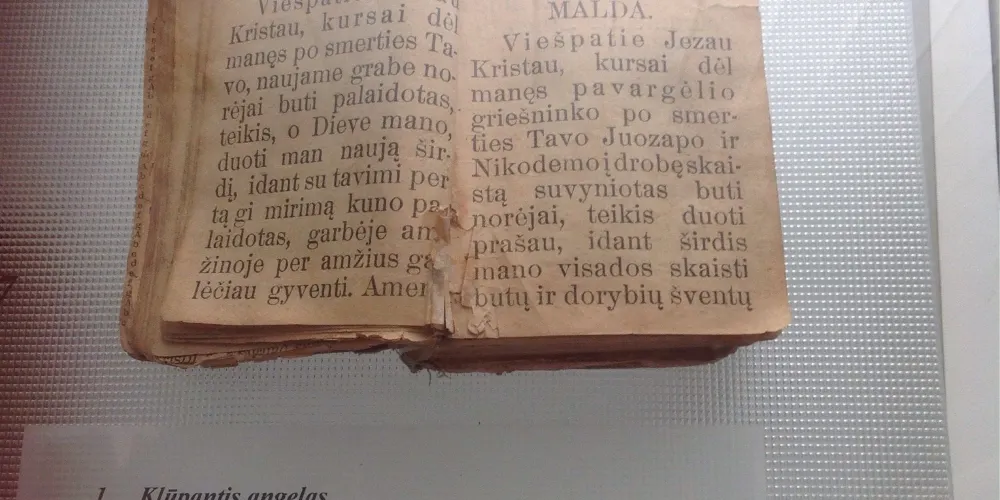 Viešpatie
Kristau, kursai dėl
manęs po smerties Ta-
vo, naujame grabe no-
rėjai buti palaidotas,
teikis, o Dieve mano,
duoti man naują šir-
dį, idant su tavimi per
tą gi mirimą kuno pa-
laidotas, garbėje am
žinoje per amžius ga
lėčiau gyventi. Amen
MALDA.
Viešpatie Jezau
Kristau, kursai dėl
manęs pavargėlio
griešninko po smer-
ties Tavo Juozapo ir
Nikodemo į drobę skai-
stą suvyniotas buti
norėjai, teikis duoti
prašau, idant širdis
mano visados skaisti
butų ir dorybių šventų
1. Klūpantis angelas